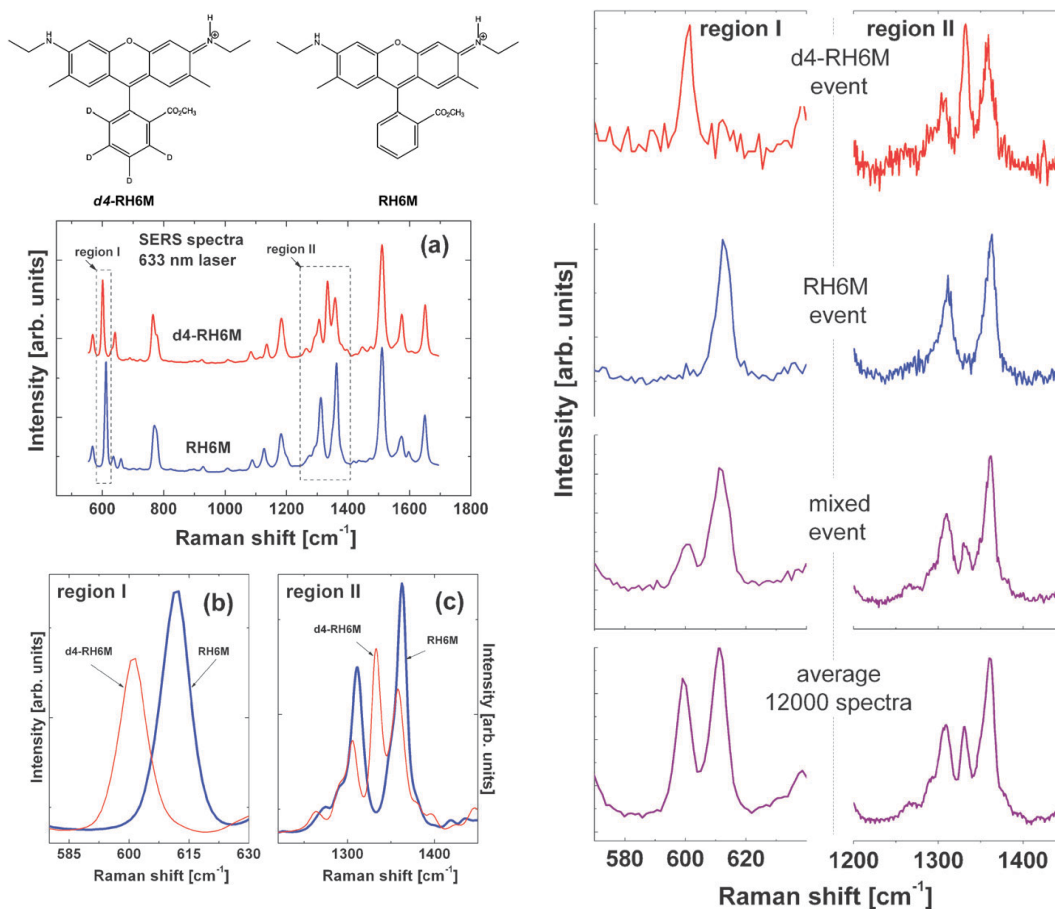 H
NH
O
N
⊕
CO₂CH₃
D
D
D
D
d4-RH6M
H
NH
O
N
⊕
CO₂CH₃
RH6M
region I
SERS spectra
633 nm laser
region II
(a)
d4-RH6M
RH6M
Intensity [arb. units]
600 800 1000 1200 1400 1600 1800
Raman shift [cm⁻¹]
region I
(b)
d4-RH6M
RH6M
Intensity [arb. units]
585 600 615 630
Raman shift [cm⁻¹]
region II
(c)
d4-RH6M
RH6M
Intensity [arb. units]
1300 1400
Raman shift [cm⁻¹]
region I
region II
d4-RH6M
event
RH6M
event
mixed
event
average
12000 spectra
Intensity [arb. units]
580 600 620
1200 1300 1400
Raman shift [cm⁻¹]